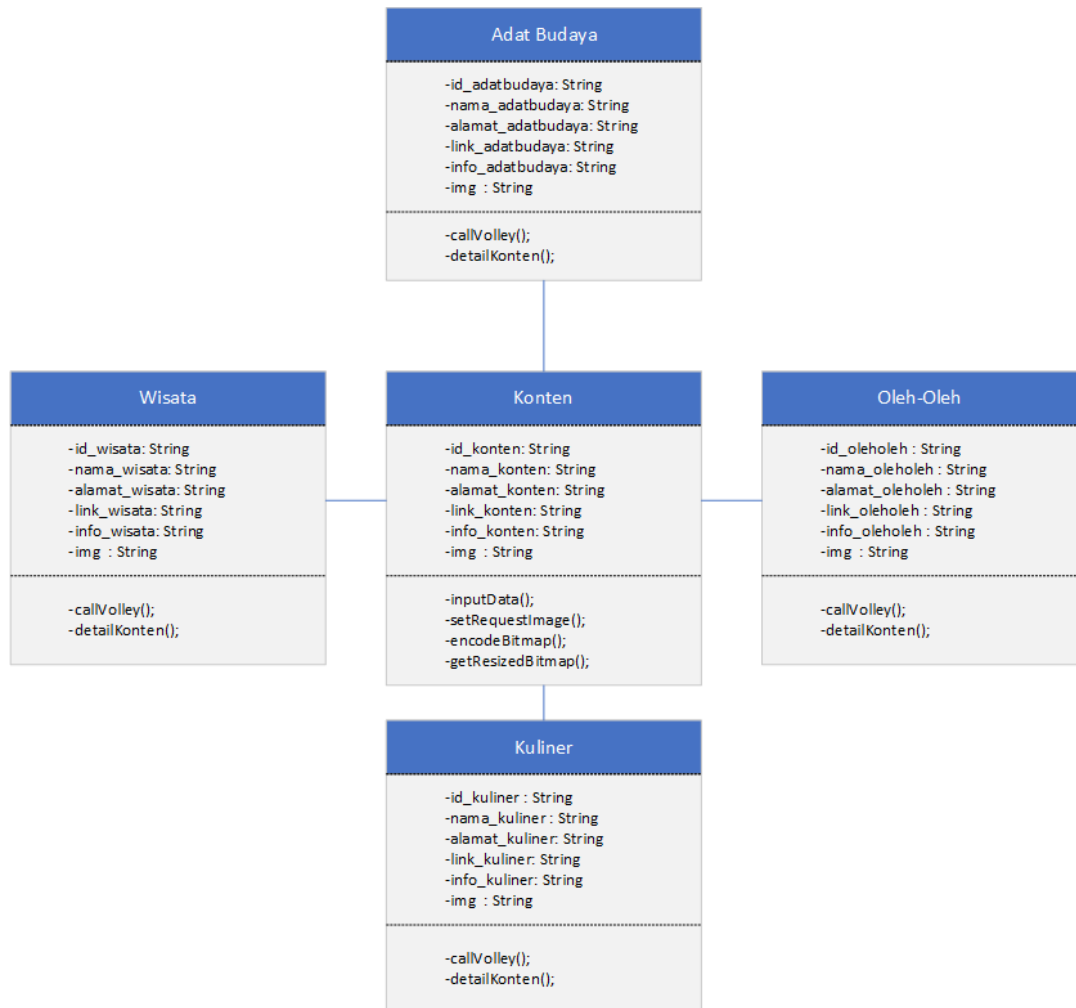 Adat Budaya
-id_adatbudaya: String
-nama_adatbudaya: String
-alamat_adatbudaya: String
-link_adatbudaya: String
-info_adatbudaya: String
-img : String
-callVolley();
-detailKonten();
Wisata
-id_wisata: String
-nama_wisata: String
-alamat_wisata: String
-link_wisata: String
-info_wisata: String
-img : String
-callVolley();
-detailKonten();
Konten
-id_konten: String
-nama_konten: String
-alamat_konten: String
-link_konten: String
-info_konten: String
-img : String
-inputData();
-setRequestImage();
-encodeBitmap();
-getResizedBitmap();
Oleh-Oleh
-id_oleholeh : String
-nama_oleholeh : String
-alamat_oleholeh : String
-link_oleholeh : String
-info_oleholeh : String
-img : String
-callVolley();
-detailKonten();
Kuliner
-id_kuliner : String
-nama_kuliner : String
-alamat_kuliner: String
-link_kuliner: String
-info_kuliner: String
-img : String
-callVolley();
-detailKonten();